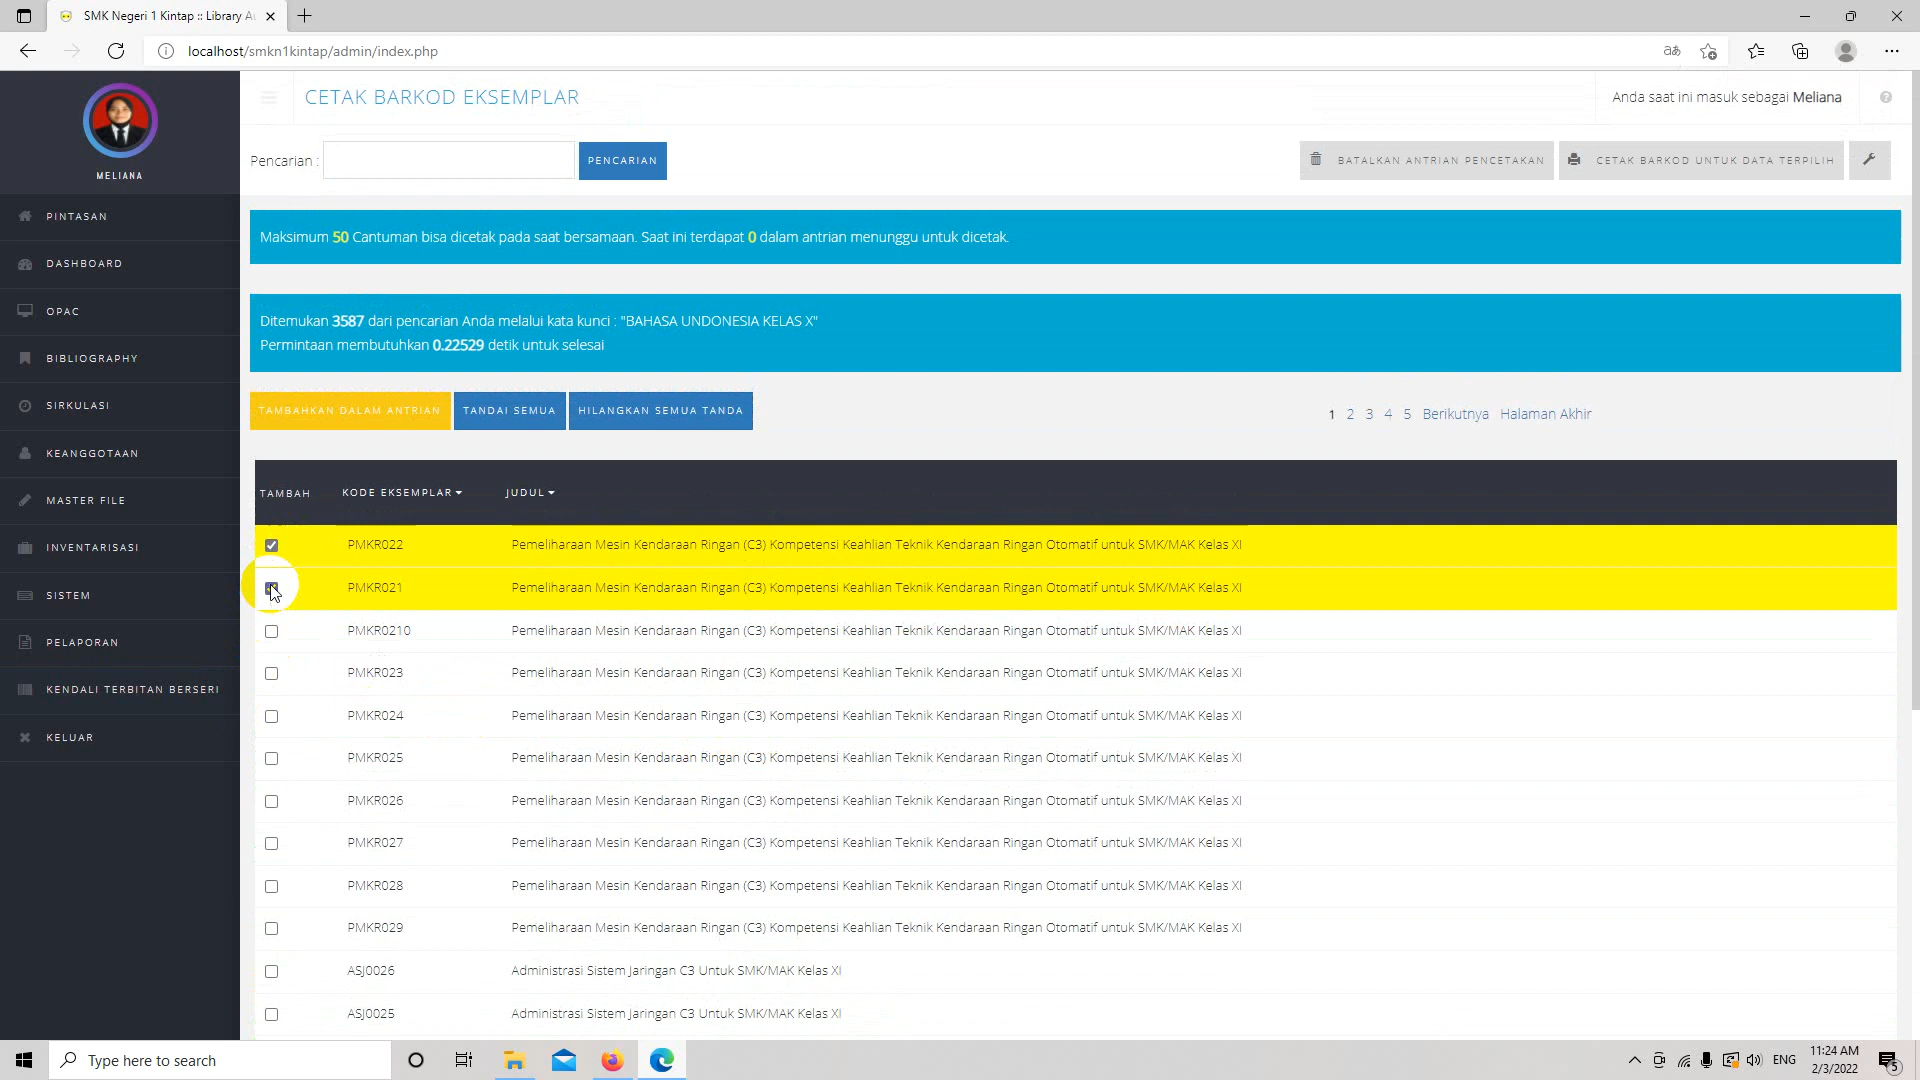 SMK Negeri 1 Kintap :: Library Au
localhost/smkn1kintap/admin/index.php
MELIANA
PINTASAN
DASHBOARD
OPAC
BIBLIOGRAPHY
SIRKULASI
KEANGGOTAAN
MASTER FILE
INVENTARISASI
SISTEM
PELAPORAN
KENDALI TERBITAN BERSERI
KELUAR
CETAK BARKOD EKSEMPLAR
Anda saat ini masuk sebagai Meliana
Pencarian : PENCARIAN
BATALKAN ANTRIAN PENCETAKAN
CETAK BARKOD UNTUK DATA TERPILIH
Maksimum 50 Cantuman bisa dicetak pada saat bersamaan. Saat ini terdapat 0 dalam antrian menunggu untuk dicetak.
Ditemukan 3587 dari pencarian Anda melalui kata kunci : "BAHASA UNDONESIA KELAS X"
Permintaan membutuhkan 0.22529 detik untuk selesai
TAMBAHKAN DALAM ANTRIAN TANDAI SEMUA HILANGKAN SEMUA TANDA
1 2 3 4 5 Berikutnya Halaman Akhir
TAMBAH KODE EKSEMPLAR JUDUL
PMKR022 Pemeliharaan Mesin Kendaraan Ringan (C3) Kompetensi Keahlian Teknik Kendaraan Ringan Otomatif untuk SMK/MAK Kelas XI
PMKR021 Pemeliharaan Mesin Kendaraan Ringan (C3) Kompetensi Keahlian Teknik Kendaraan Ringan Otomatif untuk SMK/MAK Kelas XI
PMKR0210 Pemeliharaan Mesin Kendaraan Ringan (C3) Kompetensi Keahlian Teknik Kendaraan Ringan Otomatif untuk SMK/MAK Kelas XI
PMKR023 Pemeliharaan Mesin Kendaraan Ringan (C3) Kompetensi Keahlian Teknik Kendaraan Ringan Otomatif untuk SMK/MAK Kelas XI
PMKR024 Pemeliharaan Mesin Kendaraan Ringan (C3) Kompetensi Keahlian Teknik Kendaraan Ringan Otomatif untuk SMK/MAK Kelas XI
PMKR025 Pemeliharaan Mesin Kendaraan Ringan (C3) Kompetensi Keahlian Teknik Kendaraan Ringan Otomatif untuk SMK/MAK Kelas XI
PMKR026 Pemeliharaan Mesin Kendaraan Ringan (C3) Kompetensi Keahlian Teknik Kendaraan Ringan Otomatif untuk SMK/MAK Kelas XI
PMKR027 Pemeliharaan Mesin Kendaraan Ringan (C3) Kompetensi Keahlian Teknik Kendaraan Ringan Otomatif untuk SMK/MAK Kelas XI
PMKR028 Pemeliharaan Mesin Kendaraan Ringan (C3) Kompetensi Keahlian Teknik Kendaraan Ringan Otomatif untuk SMK/MAK Kelas XI
PMKR029 Pemeliharaan Mesin Kendaraan Ringan (C3) Kompetensi Keahlian Teknik Kendaraan Ringan Otomatif untuk SMK/MAK Kelas XI
ASJ0026 Administrasi Sistem Jaringan C3 Untuk SMK/MAK Kelas XI
ASJ0025 Administrasi Sistem Jaringan C3 Untuk SMK/MAK Kelas XI
Type here to search
ENG
11:24 AM
2/3/2022
5